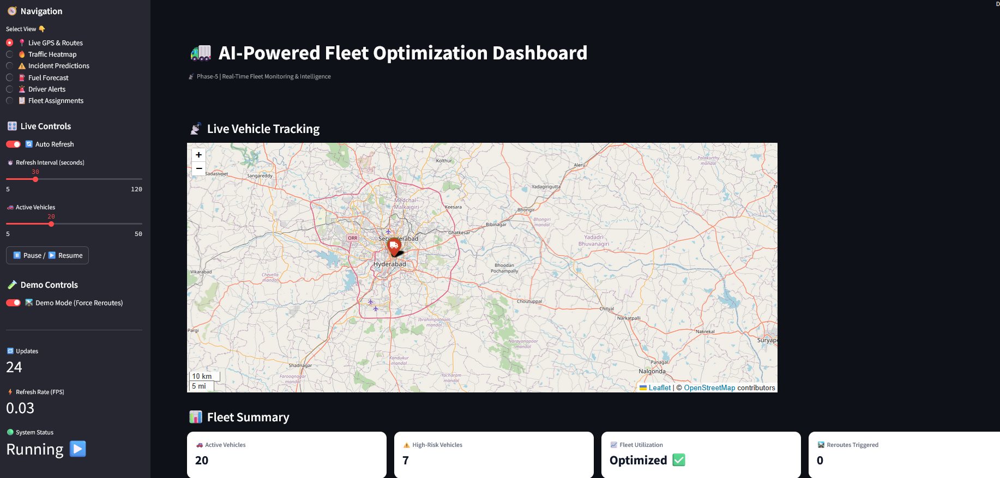 Navigation
Select View
Live GPS & Routes
Traffic Heatmap
Incident Predictions
Fuel Forecast
Driver Alerts
Fleet Assignments
Live Controls
Auto Refresh
Refresh Interval (seconds)
30
5 120
Active Vehicles
20
5 50
Pause / Resume
Demo Controls
Demo Mode (Force Reroutes)
Updates
24
Refresh Rate (FPS)
0.03
System Status
Running
D
AI-Powered Fleet Optimization Dashboard
Phase-5 | Real-Time Fleet Monitoring & Intelligence
Live Vehicle Tracking
+
−
Sadasivpet
Sangareddy
Kolthur
Aleru
Palakurthy
mandal
Yadagirigutta
Medchal
Malkajgiri
Keesara
Bhongir
Bhongiri
mandal
Bibinagar
Ghatkesar
ORR
Yadadri
Bhuvanagiri
Hyderabad
Bhoodan
Pochampally
Vikarabad
Chevella
mandal
Choutuppal
Chityal
Narkatpalli
Ibrahimpatnam
mandal
Pargi
Nakrekal
Narayanapoor
mandal
Suryape
Kandukur
mandal
Shadnagar
Panagal
Nalgonda
Farooqnagar
mandal
Yacharam
mandal
10 km
5 mi
Leaflet | © OpenStreetMap contributors
Fleet Summary
Active Vehicles
20
High-Risk Vehicles
7
Fleet Utilization
Optimized
Reroutes Triggered
0